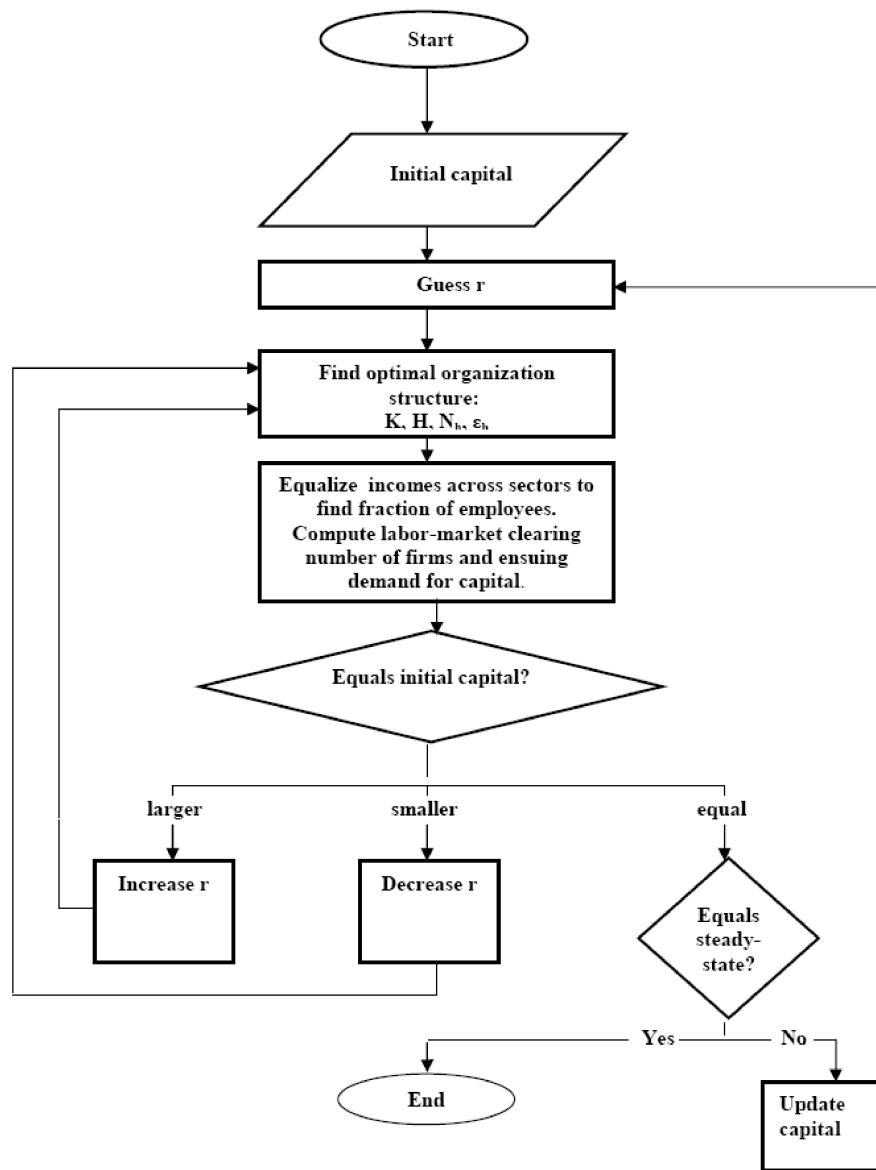 Start
Initial capital
Guess r
Find optimal organization
structure:
K, H, Nₕ, εₕ
Equalize incomes across sectors to
find fraction of employees.
Compute labor-market clearing
number of firms and ensuing
demand for capital.
Equals initial capital?
larger
smaller
equal
Increase r
Decrease r
Equals
steady-
state?
Yes
No
End
Update
capital